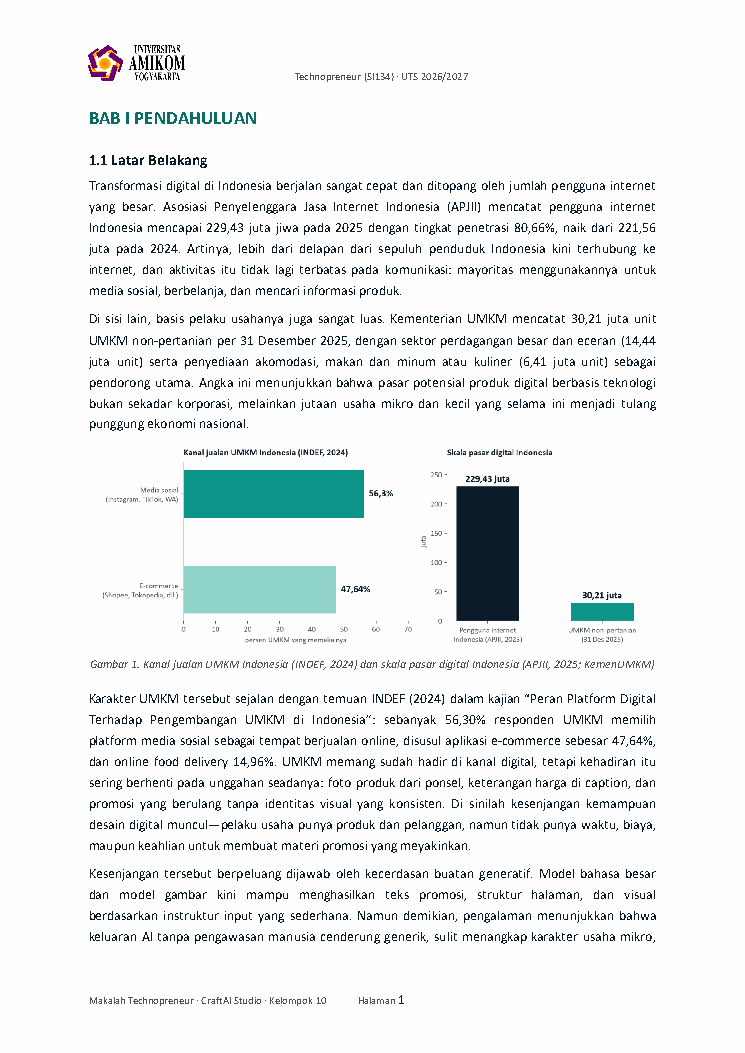 UNIVERSITAS
AMIKOM
YOGYAKARTA
Technopreneur (SI134) · UTS 2026/2027
BAB I PENDAHULUAN
1.1 Latar Belakang
Transformasi digital di Indonesia berjalan sangat cepat dan ditopang oleh jumlah pengguna internet
yang besar. Asosiasi Penyelenggara Jasa Internet Indonesia (APJII) mencatat pengguna internet
Indonesia mencapai 229,43 juta jiwa pada 2025 dengan tingkat penetrasi 80,66%, naik dari 221,56
juta pada 2024. Artinya, lebih dari delapan dari sepuluh penduduk Indonesia kini terhubung ke
internet, dan aktivitas itu tidak lagi terbatas pada komunikasi: mayoritas menggunakannya untuk
media sosial, berbelanja, dan mencari informasi produk.
Di sisi lain, basis pelaku usahanya juga sangat luas. Kementerian UMKM mencatat 30,21 juta unit
UMKM non-pertanian per 31 Desember 2025, dengan sektor perdagangan besar dan eceran (14,44
juta unit) serta penyediaan akomodasi, makan dan minum atau kuliner (6,41 juta unit) sebagai
pendorong utama. Angka ini menunjukkan bahwa pasar potensial produk digital berbasis teknologi
bukan sekadar korporasi, melainkan jutaan usaha mikro dan kecil yang selama ini menjadi tulang
punggung ekonomi nasional.
Kanal jualan UMKM Indonesia (INDEF, 2024)
Media sosial
(Instagram, TikTok, WA)
56,3%
E-commerce
(Shopee, Tokopedia, dll.)
47,64%
0 10 20 30 40 50 60 70
persen UMKM yang memakainya
Skala pasar digital Indonesia
250
200
150
100
50
0
juta
229,43 juta
30,21 juta
Pengguna internet
Indonesia (APJII, 2025)
UMKM non-pertanian
(31 Des 2025)
Gambar 1. Kanal jualan UMKM Indonesia (INDEF, 2024) dan skala pasar digital Indonesia (APJII, 2025; KemenUMKM)
Karakter UMKM tersebut sejalan dengan temuan INDEF (2024) dalam kajian “Peran Platform Digital
Terhadap Pengembangan UMKM di Indonesia”: sebanyak 56,30% responden UMKM memilih
platform media sosial sebagai tempat berjualan online, disusul aplikasi e-commerce sebesar 47,64%,
dan online food delivery 14,96%. UMKM memang sudah hadir di kanal digital, tetapi kehadiran itu
sering berhenti pada unggahan seadanya: foto produk dari ponsel, keterangan harga di caption, dan
promosi yang berulang tanpa identitas visual yang konsisten. Di sinilah kesenjangan kemampuan
desain digital muncul—pelaku usaha punya produk dan pelanggan, namun tidak punya waktu, biaya,
maupun keahlian untuk membuat materi promosi yang meyakinkan.
Kesenjangan tersebut berpeluang dijawab oleh kecerdasan buatan generatif. Model bahasa besar
dan model gambar kini mampu menghasilkan teks promosi, struktur halaman, dan visual
berdasarkan instruktur input yang sederhana. Namun demikian, pengalaman menunjukkan bahwa
keluaran AI tanpa pengawasan manusia cenderung generik, sulit menangkap karakter usaha mikro,
Makalah Technopreneur · CraftAI Studio · Kelompok 10 Halaman 1